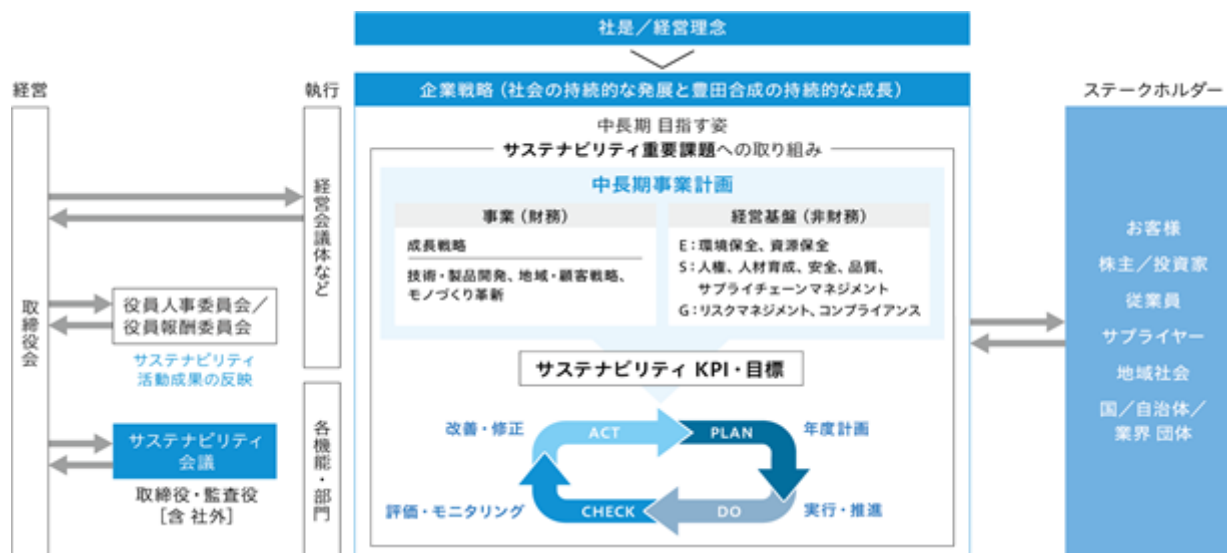 社是／経営理念
経営
執行
企業戦略（社会の持続的な発展と豊田合成の持続的な成長）
ステークホルダー
取締役会
経営会議体など
各機能・部門
役員人事委員会／
役員報酬委員会
サステナビリティ
活動成果の反映
サステナビリティ
会議
取締役・監査役
［含 社外］
中長期 目指す姿
サステナビリティ重要課題への取り組み
中長期事業計画
事業（財務）
成長戦略
技術・製品開発、地域・顧客戦略、
モノづくり革新
経営基盤（非財務）
E：環境保全、資源保全
S：人権、人材育成、安全、品質、
サプライチェーンマネジメント
G：リスクマネジメント、コンプライアンス
サステナビリティ KPI・目標
改善・修正
ACT
PLAN
年度計画
評価・モニタリング
CHECK
DO
実行・推進
お客様
株主／投資家
従業員
サプライヤー
地域社会
国／自治体／
業界 団体